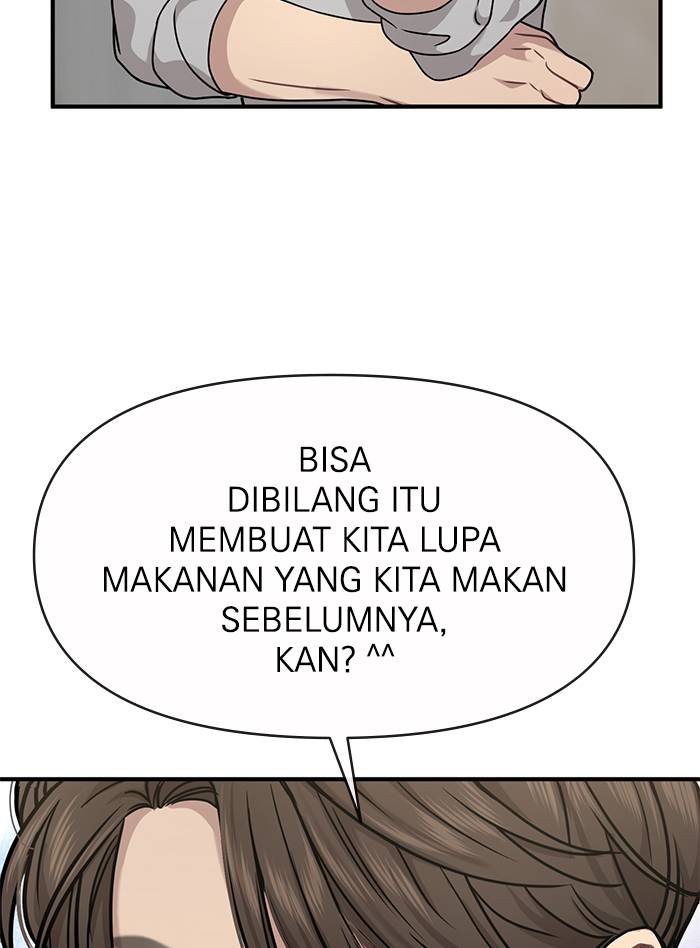 BISA
DIBILANG ITU
MEMBUAT KITA LUPA
MAKANAN YANG KITA MAKAN
SEBELUMNYA,
KAN? ^^